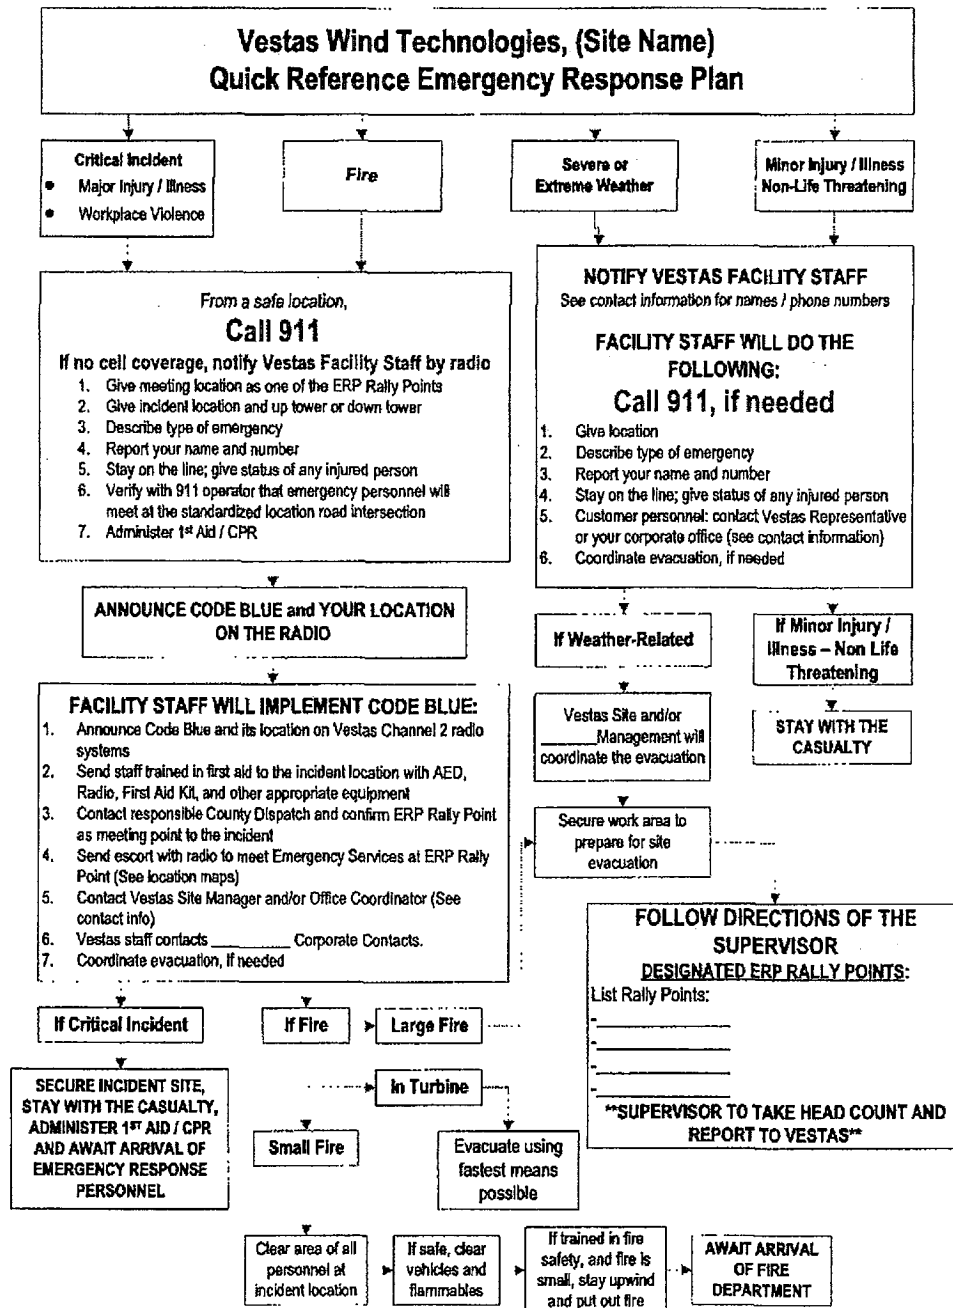 Vestas Wind Technologies, (Site Name)
Quick Reference Emergency Response Plan
Critical Incident
• Major Injury / Illness
• Workplace Violence
Fire
Severe or
Extreme Weather
Minor Injury / Illness
Non-Life Threatening
From a safe location,
Call 911
If no cell coverage, notify Vestas Facility Staff by radio
1. Give meeting location as one of the ERP Rally Points
2. Give incident location and up tower or down tower
3. Describe type of emergency
4. Report your name and number
5. Stay on the line; give status of any injured person
6. Verify with 911 operator that emergency personnel will
meet at the standardized location road intersection
7. Administer 1st Aid / CPR
NOTIFY VESTAS FACILITY STAFF
See contact information for names / phone numbers
FACILITY STAFF WILL DO THE
FOLLOWING:
Call 911, if needed
1. Give location
2. Describe type of emergency
3. Report your name and number
4. Stay on the line; give status of any injured person
5. Customer personnel: contact Vestas Representative
or your corporate office (see contact information)
6. Coordinate evacuation, if needed
ANNOUNCE CODE BLUE and YOUR LOCATION
ON THE RADIO
If Weather-Related
If Minor Injury /
Illness – Non Life
Threatening
FACILITY STAFF WILL IMPLEMENT CODE BLUE:
1. Announce Code Blue and its location on Vestas Channel 2 radio
systems
2. Send staff trained in first aid to the incident location with AED,
Radio, First Aid Kit, and other appropriate equipment
3. Contact responsible County Dispatch and confirm ERP Rally Point
as meeting point to the incident
4. Send escort with radio to meet Emergency Services at ERP Rally
Point (See location maps)
5. Contact Vestas Site Manager and/or Office Coordinator (See
contact info)
6. Vestas staff contacts __________ Corporate Contacts.
7. Coordinate evacuation, if needed
Vestas Site and/or
______Management will
coordinate the evacuation
STAY WITH THE
CASUALTY
Secure work area to
prepare for site
evacuation
FOLLOW DIRECTIONS OF THE
SUPERVISOR
DESIGNATED ERP RALLY POINTS:
List Rally Points:
-______________
-______________
-______________
-______________
**SUPERVISOR TO TAKE HEAD COUNT AND
REPORT TO VESTAS**
If Critical Incident
If Fire
Large Fire
SECURE INCIDENT SITE,
STAY WITH THE CASUALTY,
ADMINISTER 1ST AID / CPR
AND AWAIT ARRIVAL OF
EMERGENCY RESPONSE
PERSONNEL
In Turbine
Small Fire
Evacuate using
fastest means
possible
Clear area of all
personnel at
incident location
If safe, clear
vehicles and
flammables
If trained in fire
safety, and fire is
small, stay upwind
and put out fire
AWAIT ARRIVAL
OF FIRE
DEPARTMENT